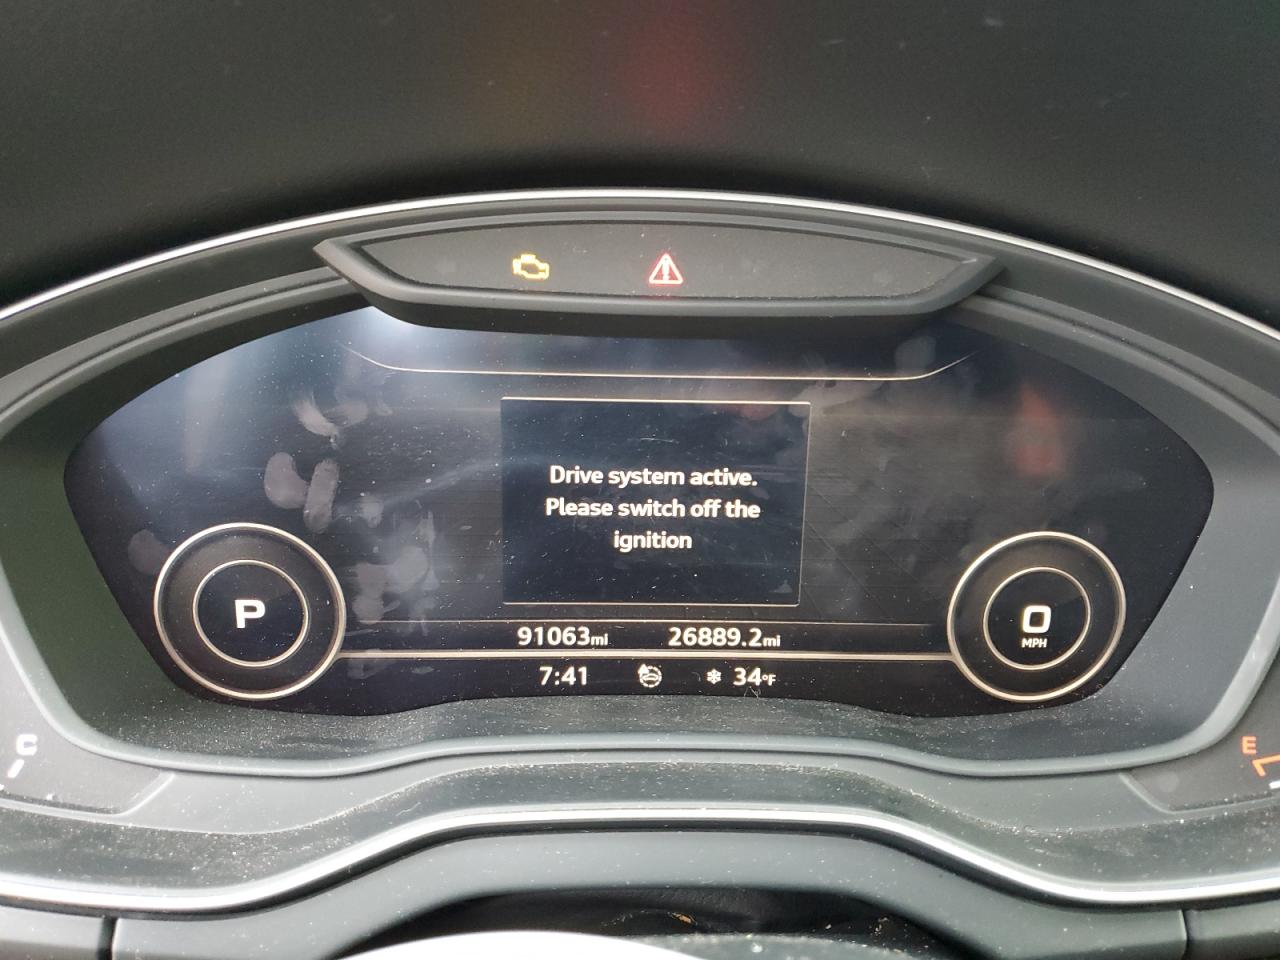 Drive system active.
Please switch off the
ignition
P
0
MPH
91063mi 26889.2mi
7:41 34°F
C
E